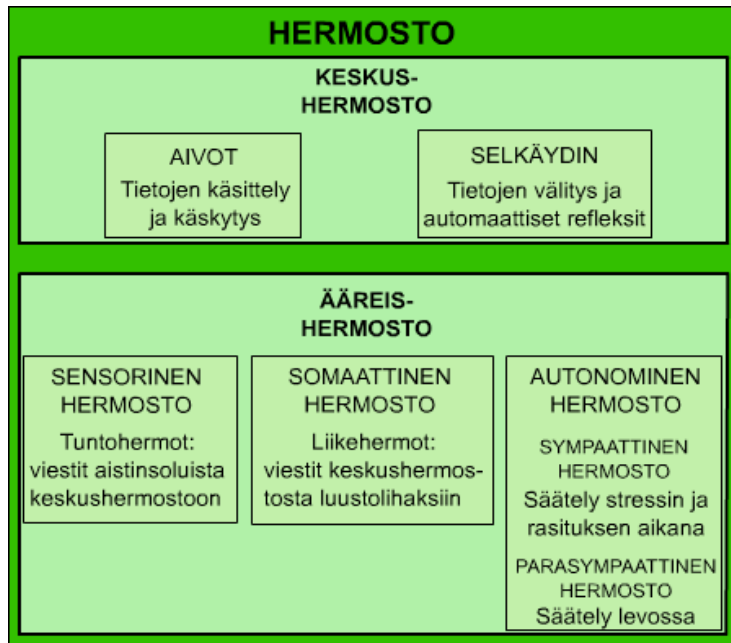 HERMOSTO
KESKUS-
HERMOSTO
AIVOT
Tietojen käsittely
ja käskytys
SELKÄYDIN
Tietojen välitys ja
automaattiset refleksit
ÄÄREIS-
HERMOSTO
SENSORINEN
HERMOSTO
Tuntohermot:
viestit aistinsoluista
keskushermostoon
SOMAATTINEN
HERMOSTO
Liikehermot:
viestit keskushermos-
tosta luustolihaksiin
AUTONOMINEN
HERMOSTO
SYMPAATTINEN
HERMOSTO
Säätely stressin ja
rasituksen aikana
PARASYMPAATTINEN
HERMOSTO
Säätely levossa